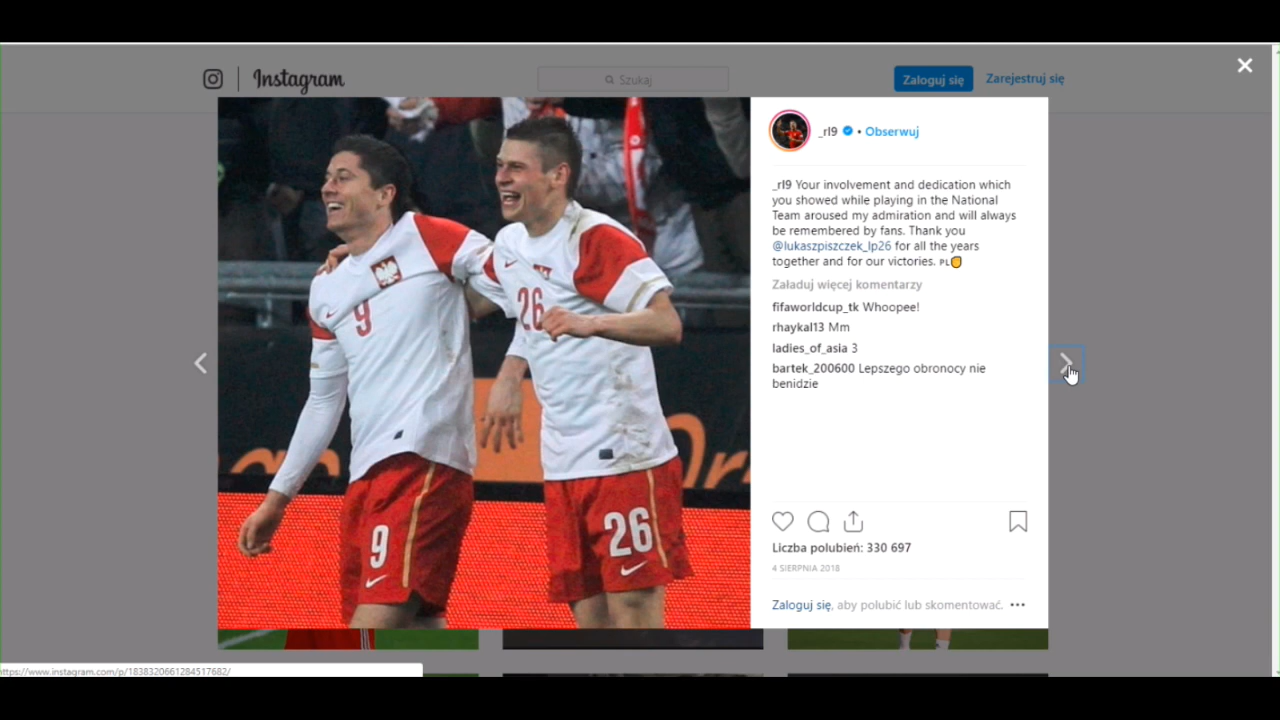 Instagram
Szukaj
Zaloguj się
Zarejestruj się
_rl9 • Obserwuj
_rl9 Your involvement and dedication which
you showed while playing in the National
Team aroused my admiration and will always
be remembered by fans. Thank you
@lukaszpiszczek_lp26 for all the years
together and for our victories. PL✊
Załaduj więcej komentarzy
fifaworldcup_tk Whoopee!
rhaykal13 Mm
ladies_of_asia 3
bartek_200600 Lepszego obronocy nie
benidzie
9
26
9
26
Liczba polubień: 330 697
4 SIERPNIA 2018
Zaloguj się, aby polubić lub skomentować.
https://www.instagram.com/p/1838320661284517682/